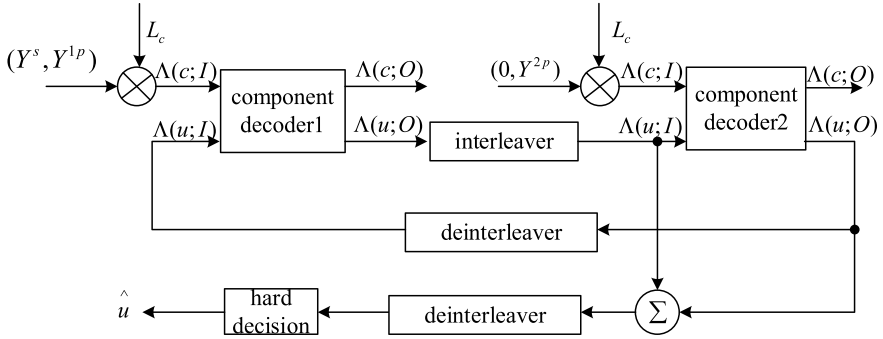 L_c
L_c
(Y^s, Y^{1p})
Λ(c;I)
Λ(c;O)
(0, Y^{2p})
Λ(c;I)
Λ(c;O)
component
decoder1
component
decoder2
Λ(u;I)
Λ(u;O)
interleaver
Λ(u;I)
Λ(u;O)
deinterleaver
û
hard
decision
deinterleaver
Σ